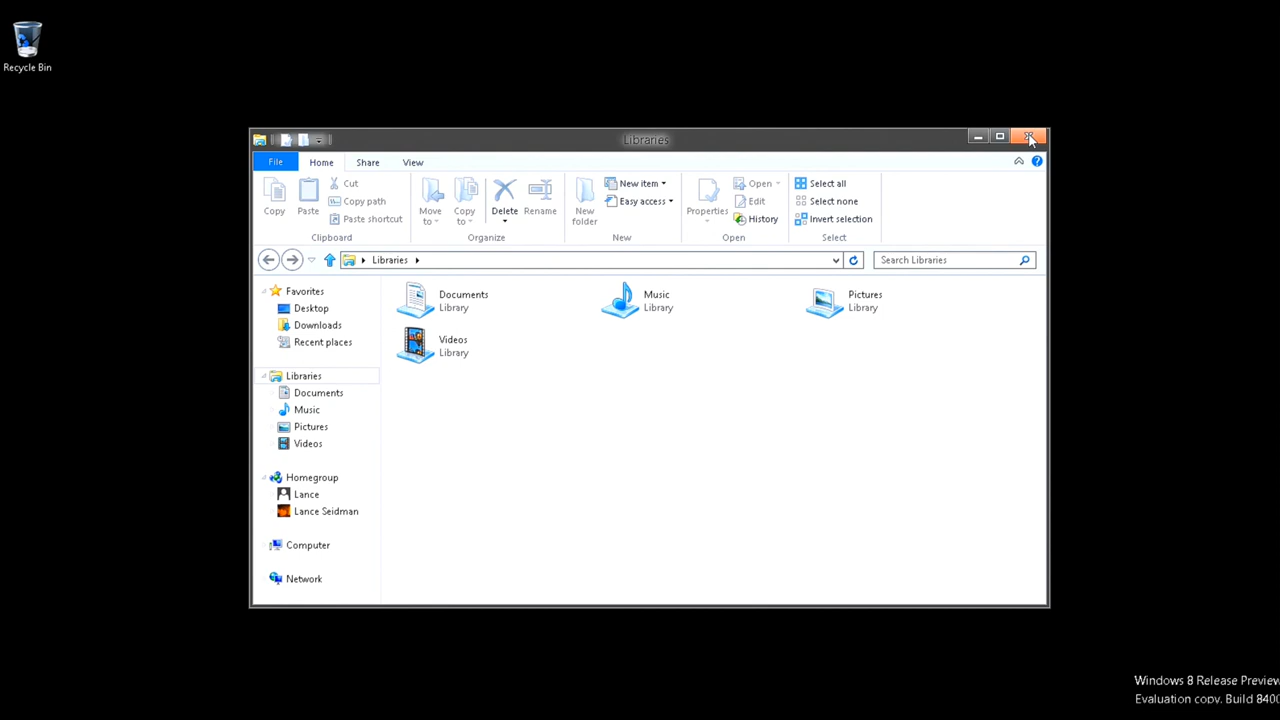 Recycle Bin
Libraries
File Home Share View
Copy
Paste
Cut
Copy path
Paste shortcut
Clipboard
Move to
Copy to
Delete
Rename
Organize
New folder
New item
Easy access
New
Properties
Open
Edit
History
Open
Select all
Select none
Invert selection
Select
Libraries
Search Libraries
Favorites
Desktop
Downloads
Recent places
Libraries
Documents
Music
Pictures
Videos
Homegroup
Lance
Lance Seidman
Computer
Network
Documents
Library
Music
Library
Pictures
Library
Videos
Library
Windows 8 Release Preview
Evaluation copy. Build 8400